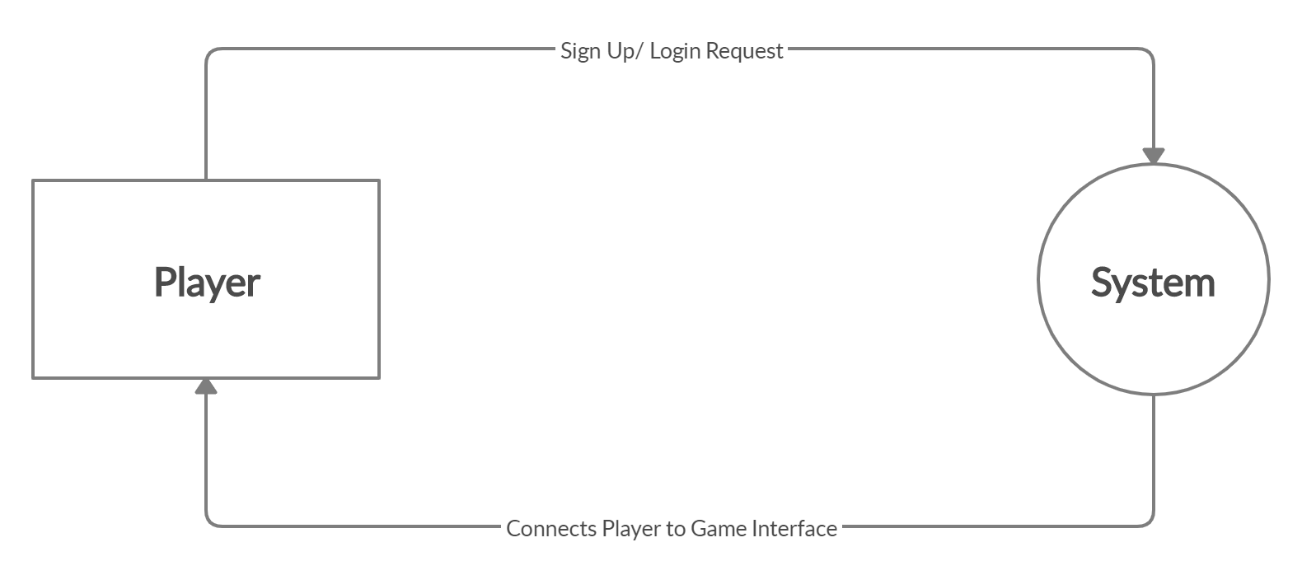 Sign Up/ Login Request
Player
System
Connects Player to Game Interface